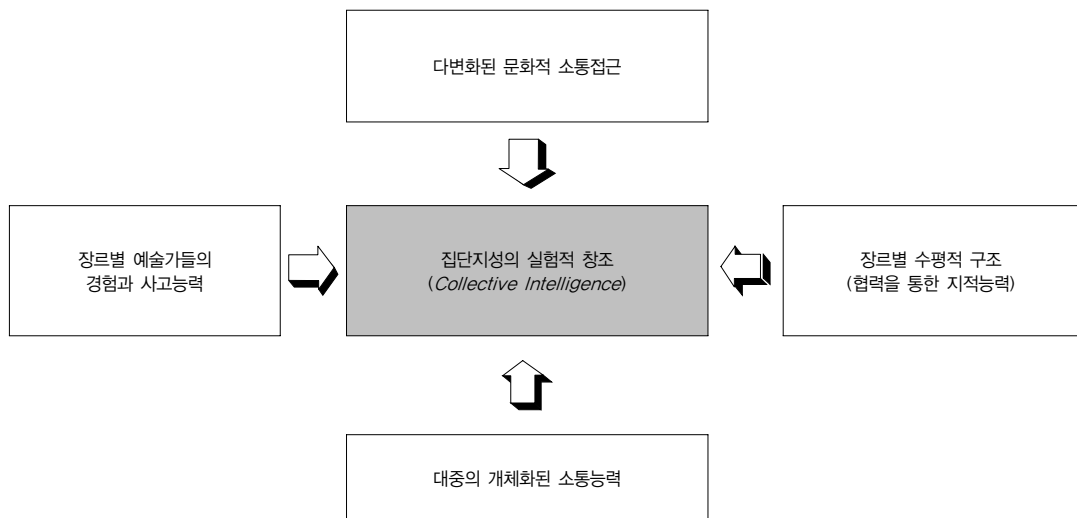 다변화된 문화적 소통접근
장르별 예술가들의
경험과 사고능력
집단지성의 실험적 창조
(Collective Intelligence)
장르별 수평적 구조
(협력을 통한 지적능력)
대중의 개체화된 소통능력